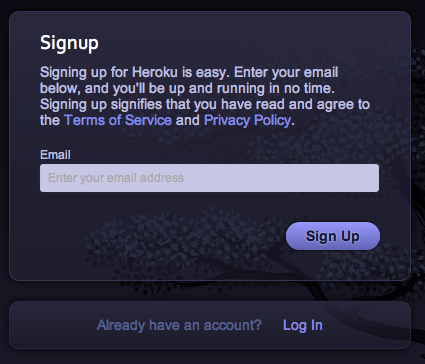 Signup
Signing up for Heroku is easy. Enter your email
below, and you'll be up and running in no time.
Signing up signifies that you have read and agree to
the Terms of Service and Privacy Policy.
Email
Enter your email address
Sign Up
Already have an account? Log In